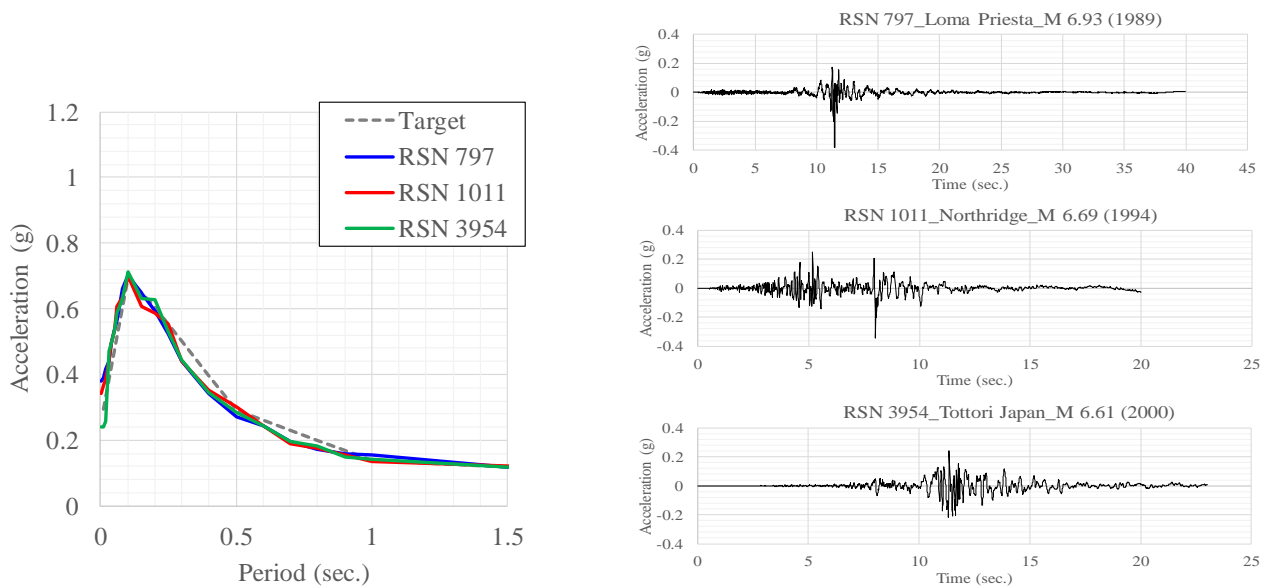 Acceleration (g)
1.2
1
0.8
0.6
0.4
0.2
0
0 0.5 1 1.5
Period (sec.)
Target
RSN 797
RSN 1011
RSN 3954
RSN 797_Loma Priesta_M 6.93 (1989)
Acceleration (g)
0.4
0.2
0
-0.2
-0.4
0 5 10 15 20 25 30 35 40 45
Time (sec.)
RSN 1011_Northridge_M 6.69 (1994)
Acceleration (g)
0.4
0.2
0
-0.2
-0.4
0 5 10 15 20 25
Time (sec.)
RSN 3954_Tottori Japan_M 6.61 (2000)
Acceleration (g)
0.4
0.2
0
-0.2
-0.4
0 5 10 15 20 25
Time (sec.)